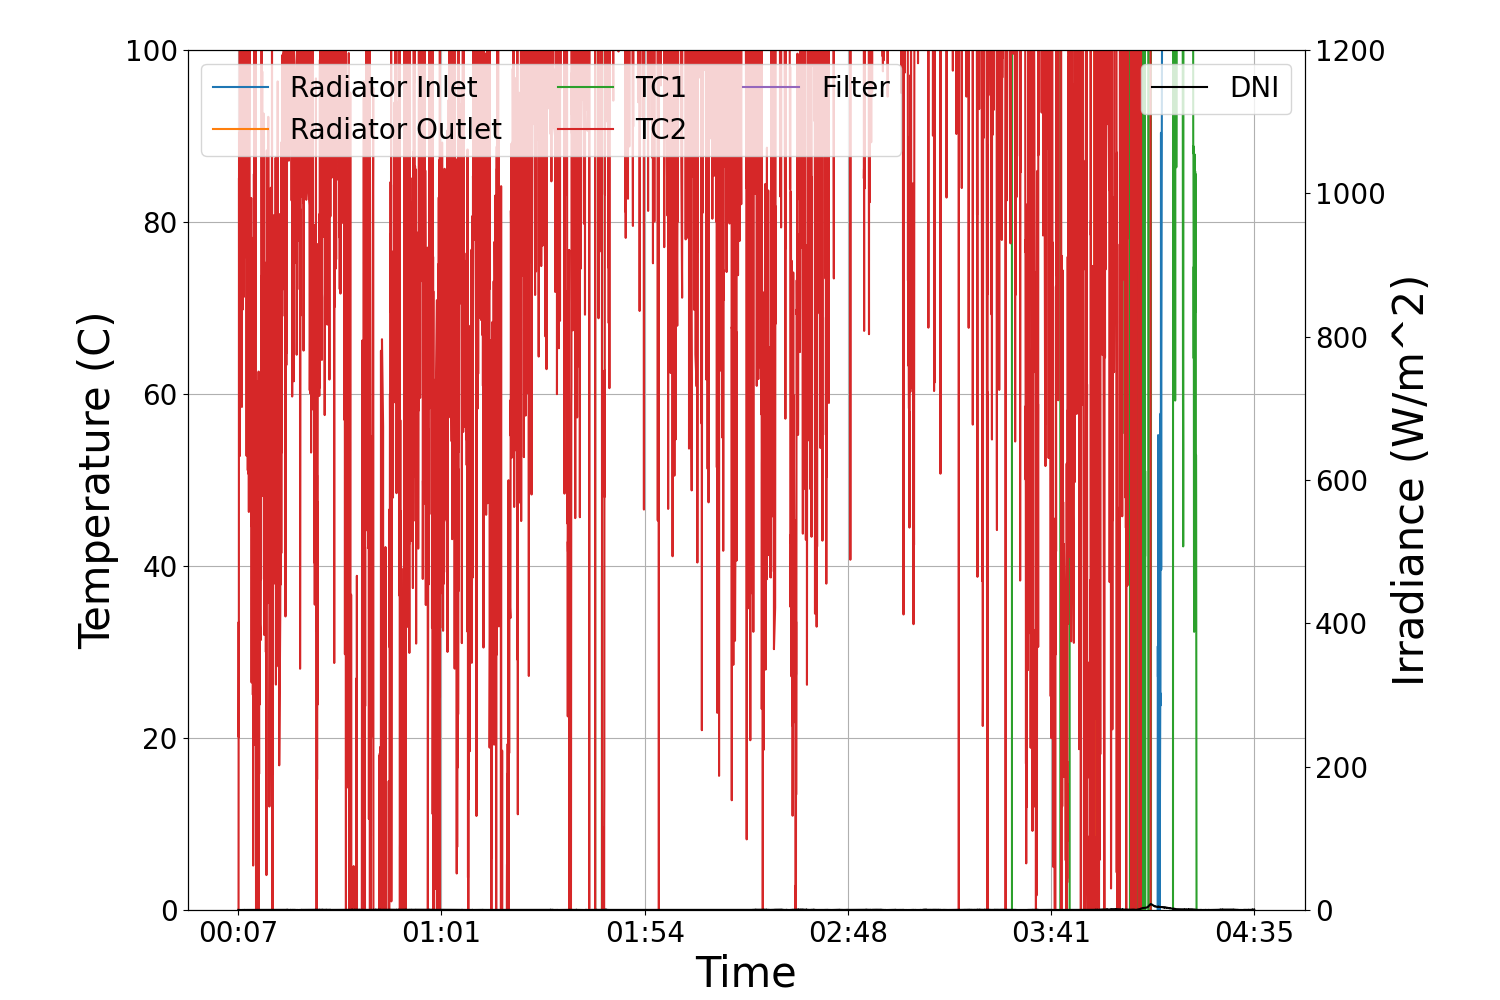 100
80
60
40
20
0
Temperature (C)
Radiator Inlet
Radiator Outlet
TC1
TC2
Filter
DNI
1200
1000
800
600
400
200
0
Irradiance (W/m^2)
00:07 01:01 01:54 02:48 03:41 04:35
Time